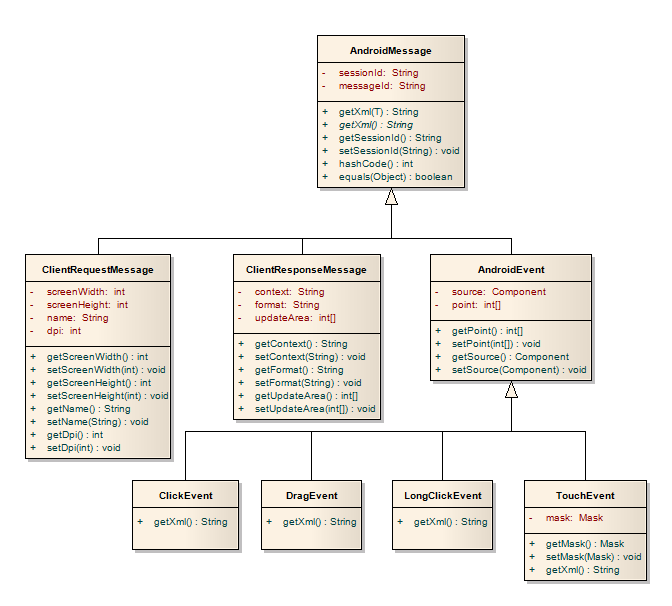 AndroidMessage
- sessionId: String
- messageId: String
+ getXml(T) : String
+ getXml() : String
+ getSessionId() : String
+ setSessionId(String) : void
+ hashCode() : int
+ equals(Object) : boolean
ClientRequestMessage
- screenWidth: int
- screenHeight: int
- name: String
- dpi: int
+ getScreenWidth() : int
+ setScreenWidth(int) : void
+ getScreenHeight() : int
+ setScreenHeight(int) : void
+ getName() : String
+ setName(String) : void
+ getDpi() : int
+ setDpi(int) : void
ClientResponseMessage
- context: String
- format: String
- updateArea: int[]
+ getContext() : String
+ setContext(String) : void
+ getFormat() : String
+ setFormat(String) : void
+ getUpdateArea() : int[]
+ setUpdateArea(int[]) : void
AndroidEvent
- source: Component
- point: int[]
+ getPoint() : int[]
+ setPoint(int[]) : void
+ getSource() : Component
+ setSource(Component) : void
ClickEvent
+ getXml() : String
DragEvent
+ getXml() : String
LongClickEvent
+ getXml() : String
TouchEvent
- mask: Mask
+ getMask() : Mask
+ setMask(Mask) : void
+ getXml() : String